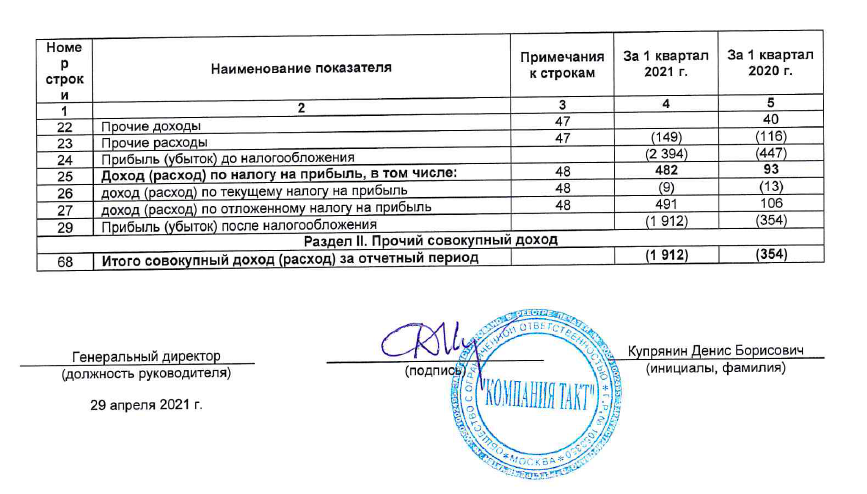 Номер строки Наименование показателя Примечания к строкам За 1 квартал 2021 г. За 1 квартал 2020 г.
1 2 3 4 5
22 Прочие доходы 47 40
23 Прочие расходы 47 (149) (116)
24 Прибыль (убыток) до налогообложения (2 394) (447)
25 Доход (расход) по налогу на прибыль, в том числе: 48 482 93
26 доход (расход) по текущему налогу на прибыль 48 (9) (13)
27 доход (расход) по отложенному налогу на прибыль 48 491 106
29 Прибыль (убыток) после налогообложения (1 912) (354)
Раздел II. Прочий совокупный доход
68 Итого совокупный доход (расход) за отчетный период (1 912) (354)
Генеральный директор Купрянин Денис Борисович
(должность руководителя) (подпись) (инициалы, фамилия)
29 апреля 2021 г.
ОБЩЕСТВО С ОГРАНИЧЕННОЙ ОТВЕТСТВЕННОСТЬЮ
"КОМПАНИЯ ТАКТ"
МОСКВА